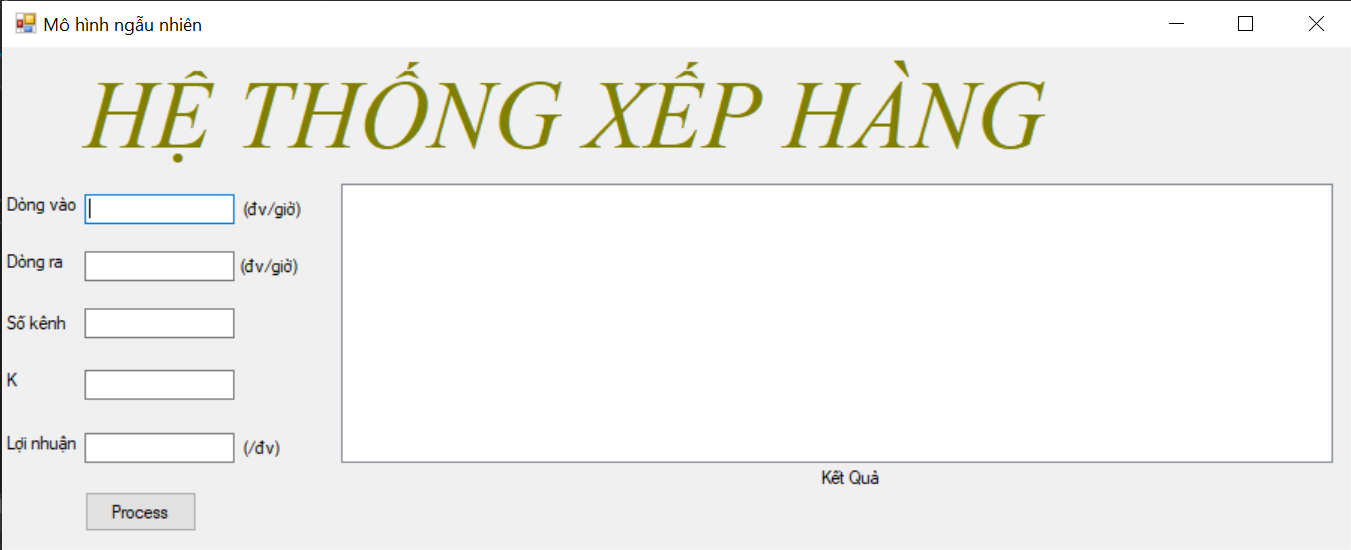 Mô hình ngẫu nhiên
HỆ THỐNG XẾP HÀNG
Dòng vào (đv/giờ)
Dòng ra (đv/giờ)
Số kênh
K
Lợi nhuận (/đv)
Kết Quả
Process